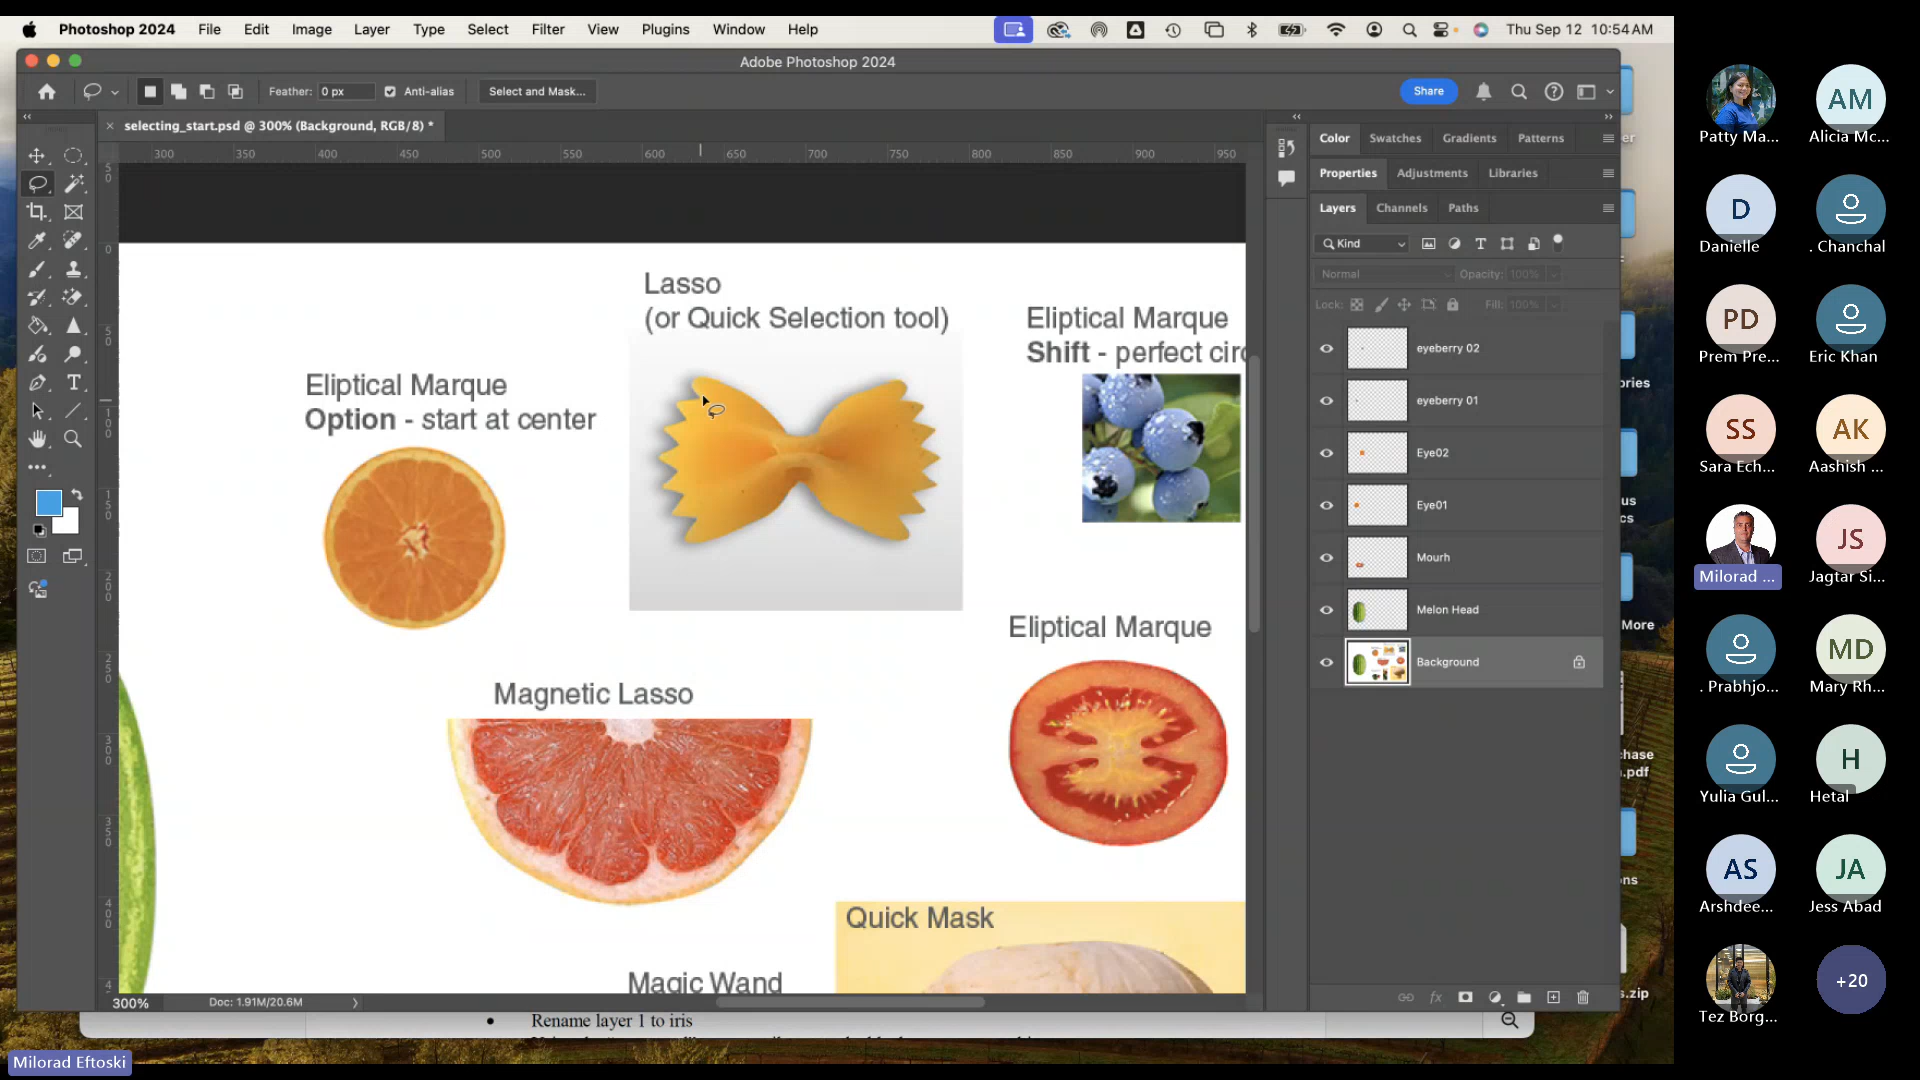 Photoshop 2024 File Edit Image Layer Type Select Filter View Plugins Window Help Thu Sep 12 10:54 AM
Adobe Photoshop 2024
Feather: 0 px Anti-alias Select and Mask... Share
selecting_start.psd @ 300% (Background, RGB/8) *
300 350 400 450 500 550 600 650 700 750 800 850 900 950
Lasso
(or Quick Selection tool)
Eliptical Marque
Shift - perfect circ
Eliptical Marque
Option - start at center
Eliptical Marque
Magnetic Lasso
Quick Mask
Magic Wand
300% Doc: 1.91M/20.6M
Color Swatches Gradients Patterns
Properties Adjustments Libraries
Layers Channels Paths
Kind
Normal Opacity: 100%
Lock: Fill: 100%
eyeberry 02
eyeberry 01
Eye02
Eye01
Mourh
Melon Head
Background
Rename layer 1 to iris
Milorad Eftoski
Patty Ma...
AM
Alicia Mc...
D
Danielle
. Chanchal
PD
Prem Pre...
Eric Khan
SS
Sara Ech...
AK
Aashish ...
Milorad ...
JS
Jagtar Si...
. Prabhjo...
MD
Mary Rh...
Yulia Gul...
H
Hetal
AS
Arshdee...
JA
Jess Abad
Tez Borg...
+20